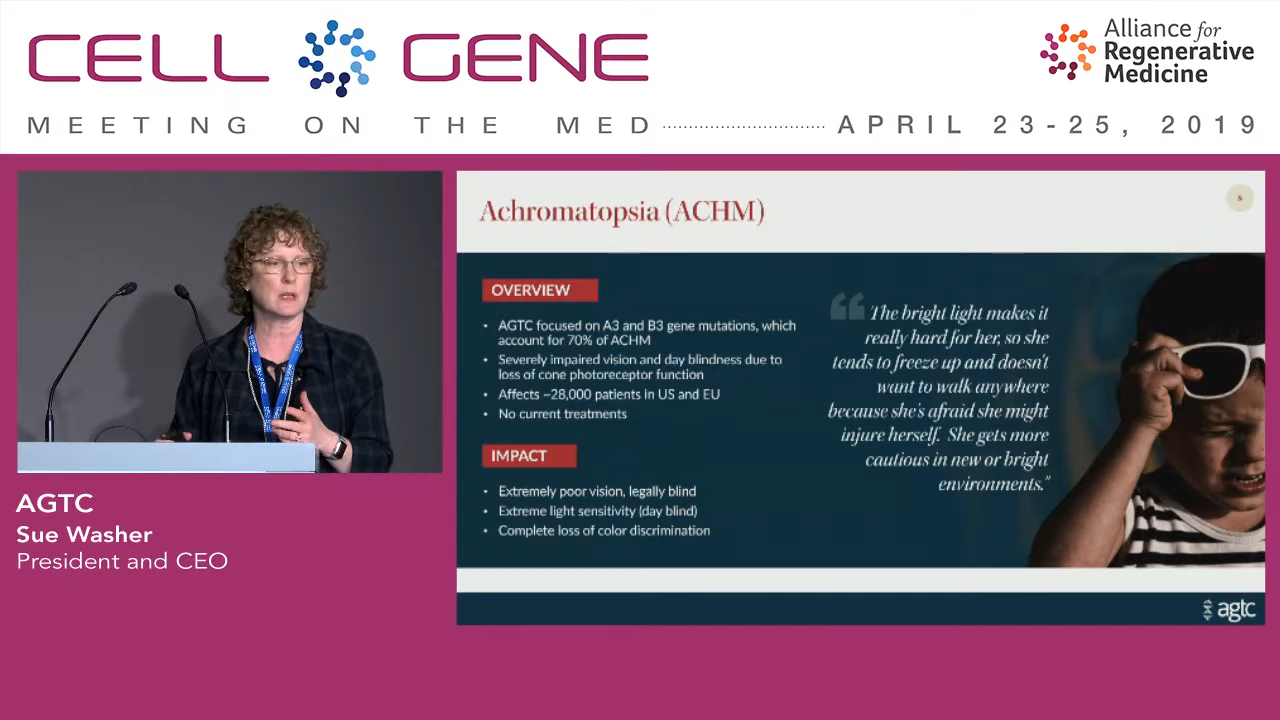 CELL GENE
Alliance for
Regenerative
Medicine
MEETING ON THE MED APRIL 23-25, 2019
Achromatopsia (ACHM)
OVERVIEW
• AGTC focused on A3 and B3 gene mutations, which
account for 70% of ACHM
• Severely impaired vision and day blindness due to
loss of cone photoreceptor function
• Affects ~28,000 patients in US and EU
• No current treatments
IMPACT
• Extremely poor vision, legally blind
• Extreme light sensitivity (day blind)
• Complete loss of color discrimination
“The bright light makes it
really hard for her, so she
tends to freeze up and doesn't
want to walk anywhere
because she's afraid she might
injure herself. She gets more
cautious in new or bright
environments."
agtc
AGTC
Sue Washer
President and CEO